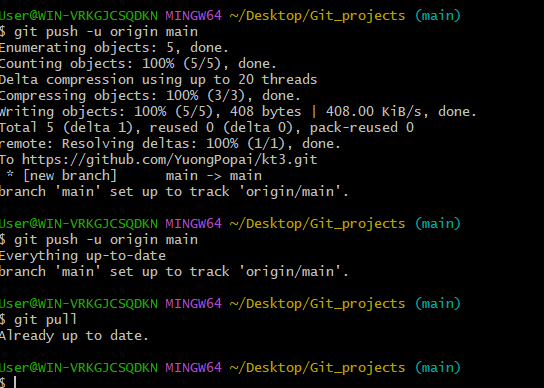 User@WIN-VRKGJCSQDKN MINGW64 ~/Desktop/Git_projects (main)
$ git push -u origin main
Enumerating objects: 5, done.
Counting objects: 100% (5/5), done.
Delta compression using up to 20 threads
Compressing objects: 100% (3/3), done.
Writing objects: 100% (5/5), 408 bytes | 408.00 KiB/s, done.
Total 5 (delta 1), reused 0 (delta 0), pack-reused 0
remote: Resolving deltas: 100% (1/1), done.
To https://github.com/YuongPopai/kt3.git
 * [new branch]      main -> main
branch 'main' set up to track 'origin/main'.
User@WIN-VRKGJCSQDKN MINGW64 ~/Desktop/Git_projects (main)
$ git push -u origin main
Everything up-to-date
branch 'main' set up to track 'origin/main'.
User@WIN-VRKGJCSQDKN MINGW64 ~/Desktop/Git_projects (main)
$ git pull
Already up to date.
User@WIN-VRKGJCSQDKN MINGW64 ~/Desktop/Git_projects (main)
$